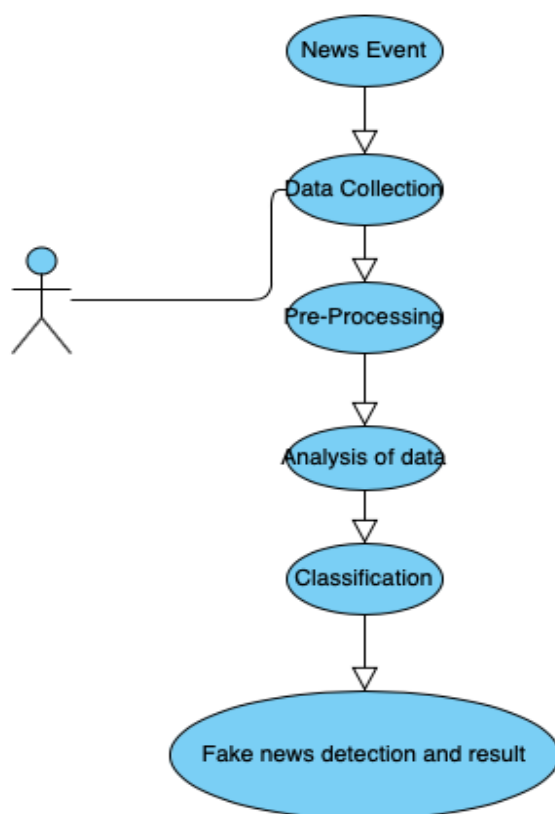 News Event
Data Collection
Pre-Processing
Analysis of data
Classification
Fake news detection and result